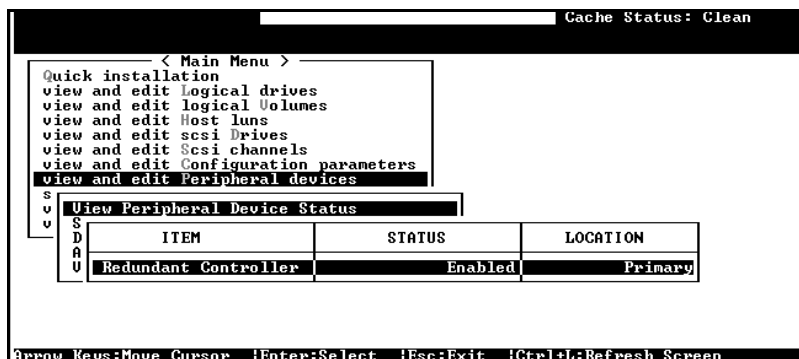 Cache Status: Clean
< Main Menu >
Quick installation
view and edit Logical drives
view and edit logical Volumes
view and edit Host luns
view and edit scsi Drives
view and edit Scsi channels
view and edit Configuration parameters
view and edit Peripheral devices
s
v View Peripheral Device Status
v S
D ITEM STATUS LOCATION
A
V Redundant Controller Enabled Primary
Arrow Keys:Move Cursor |Enter:Select |Esc:Exit |Ctrl+L:Refresh Screen